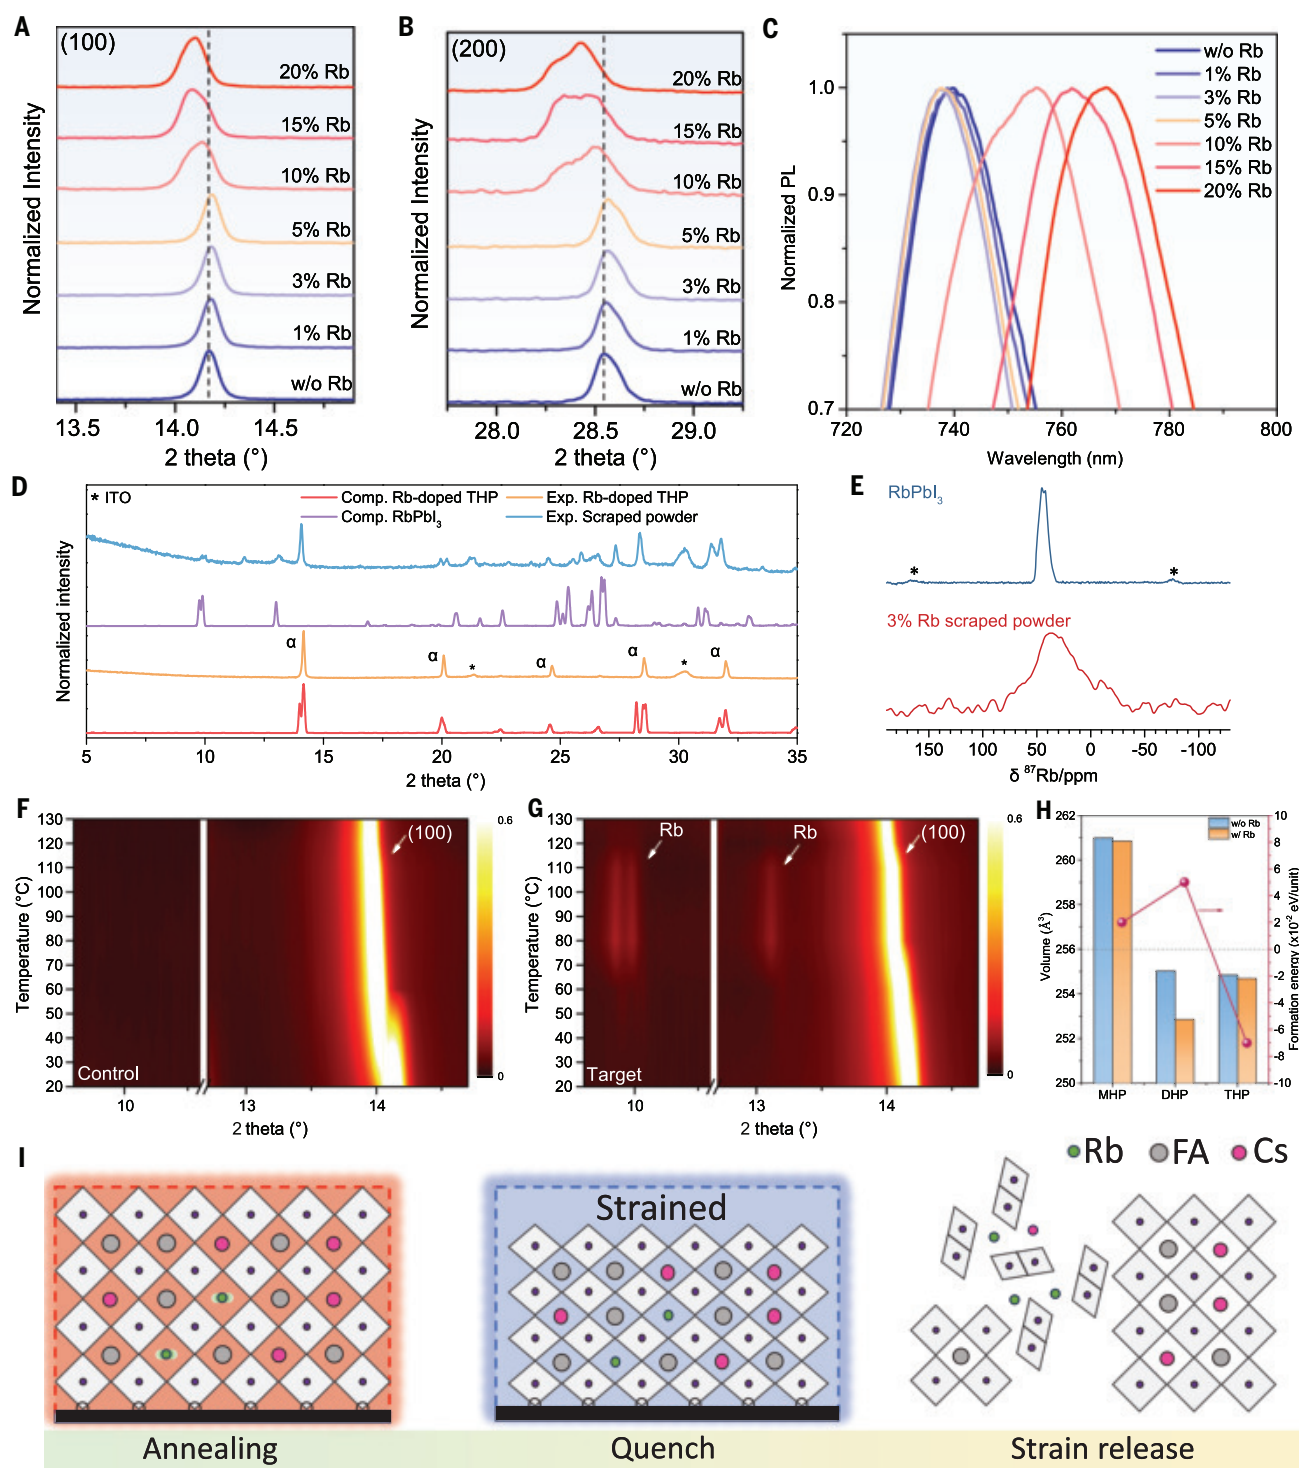 A
(100)
20% Rb
15% Rb
10% Rb
5% Rb
3% Rb
1% Rb
w/o Rb
Normalized Intensity
13.5 14.0 14.5
2 theta (°)
B
(200)
20% Rb
15% Rb
10% Rb
5% Rb
3% Rb
1% Rb
w/o Rb
Normalized Intensity
28.0 28.5 29.0
2 theta (°)
C
w/o Rb
1% Rb
3% Rb
5% Rb
10% Rb
15% Rb
20% Rb
1.0
0.9
0.8
0.7
Normalized PL
720 740 760 780 800
Wavelength (nm)
D
* ITO
Comp. Rb-doped THP
Exp. Rb-doped THP
Comp. RbPbI₃
Exp. Scraped powder
α α * α α * α
Normalized intensity
5 10 15 20 25 30 35
2 theta (°)
E
RbPbI₃
* *
3% Rb scraped powder
150 100 50 0 -50 -100
δ ⁸⁷Rb/ppm
F
130
120
110
100
90
80
70
60
50
40
30
20
Temperature (°C)
(100)
Control
10 13 14
2 theta (°)
0.6
0
G
130
120
110
100
90
80
70
60
50
40
30
20
Temperature (°C)
Rb Rb (100)
Target
10 13 14
2 theta (°)
0.6
0
H
w/o Rb
w/ Rb
262
260
258
256
254
252
250
Volume (Å³)
10
8
6
4
2
0
-2
-4
-6
-8
-10
Formation energy (x10⁻² eV/unit)
MHP DHP THP
I
Rb FA Cs
Strained
Annealing Quench Strain release